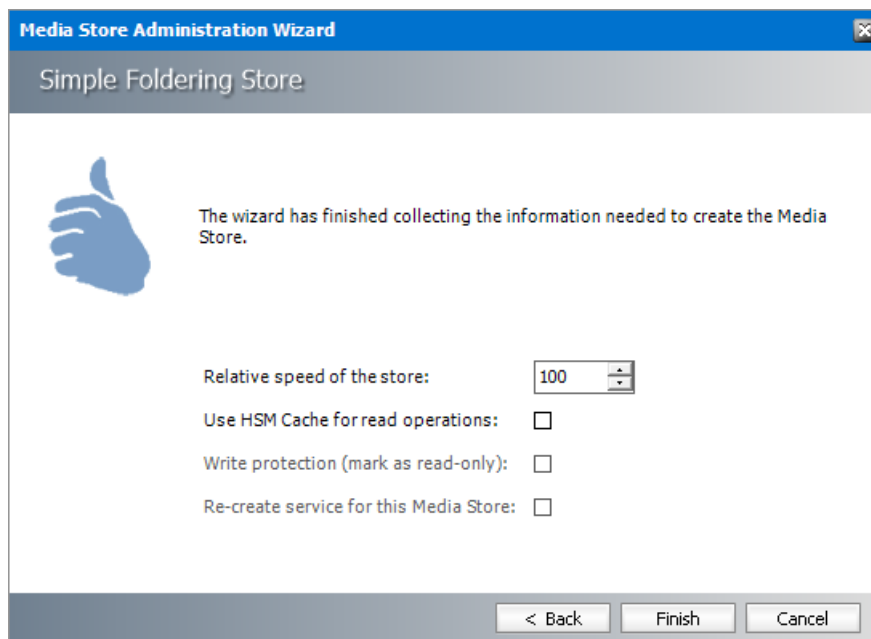 Media Store Administration Wizard
Simple Foldering Store
The wizard has finished collecting the information needed to create the Media
Store.
Relative speed of the store: 100
Use HSM Cache for read operations:
Write protection (mark as read-only):
Re-create service for this Media Store:
< Back Finish Cancel